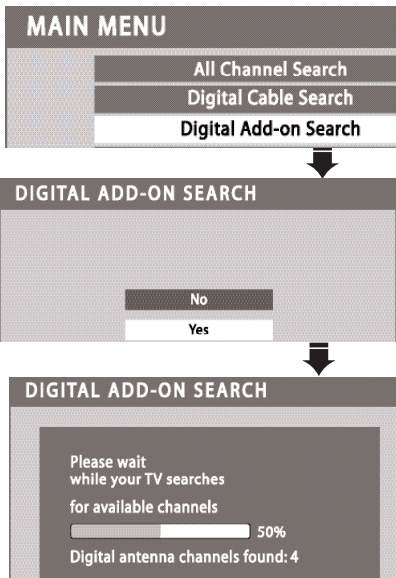 MAIN MENU
All Channel Search
Digital Cable Search
Digital Add-on Search
DIGITAL ADD-ON SEARCH
No
Yes
DIGITAL ADD-ON SEARCH
Please wait
while your TV searches
for available channels
50%
Digital antenna channels found: 4